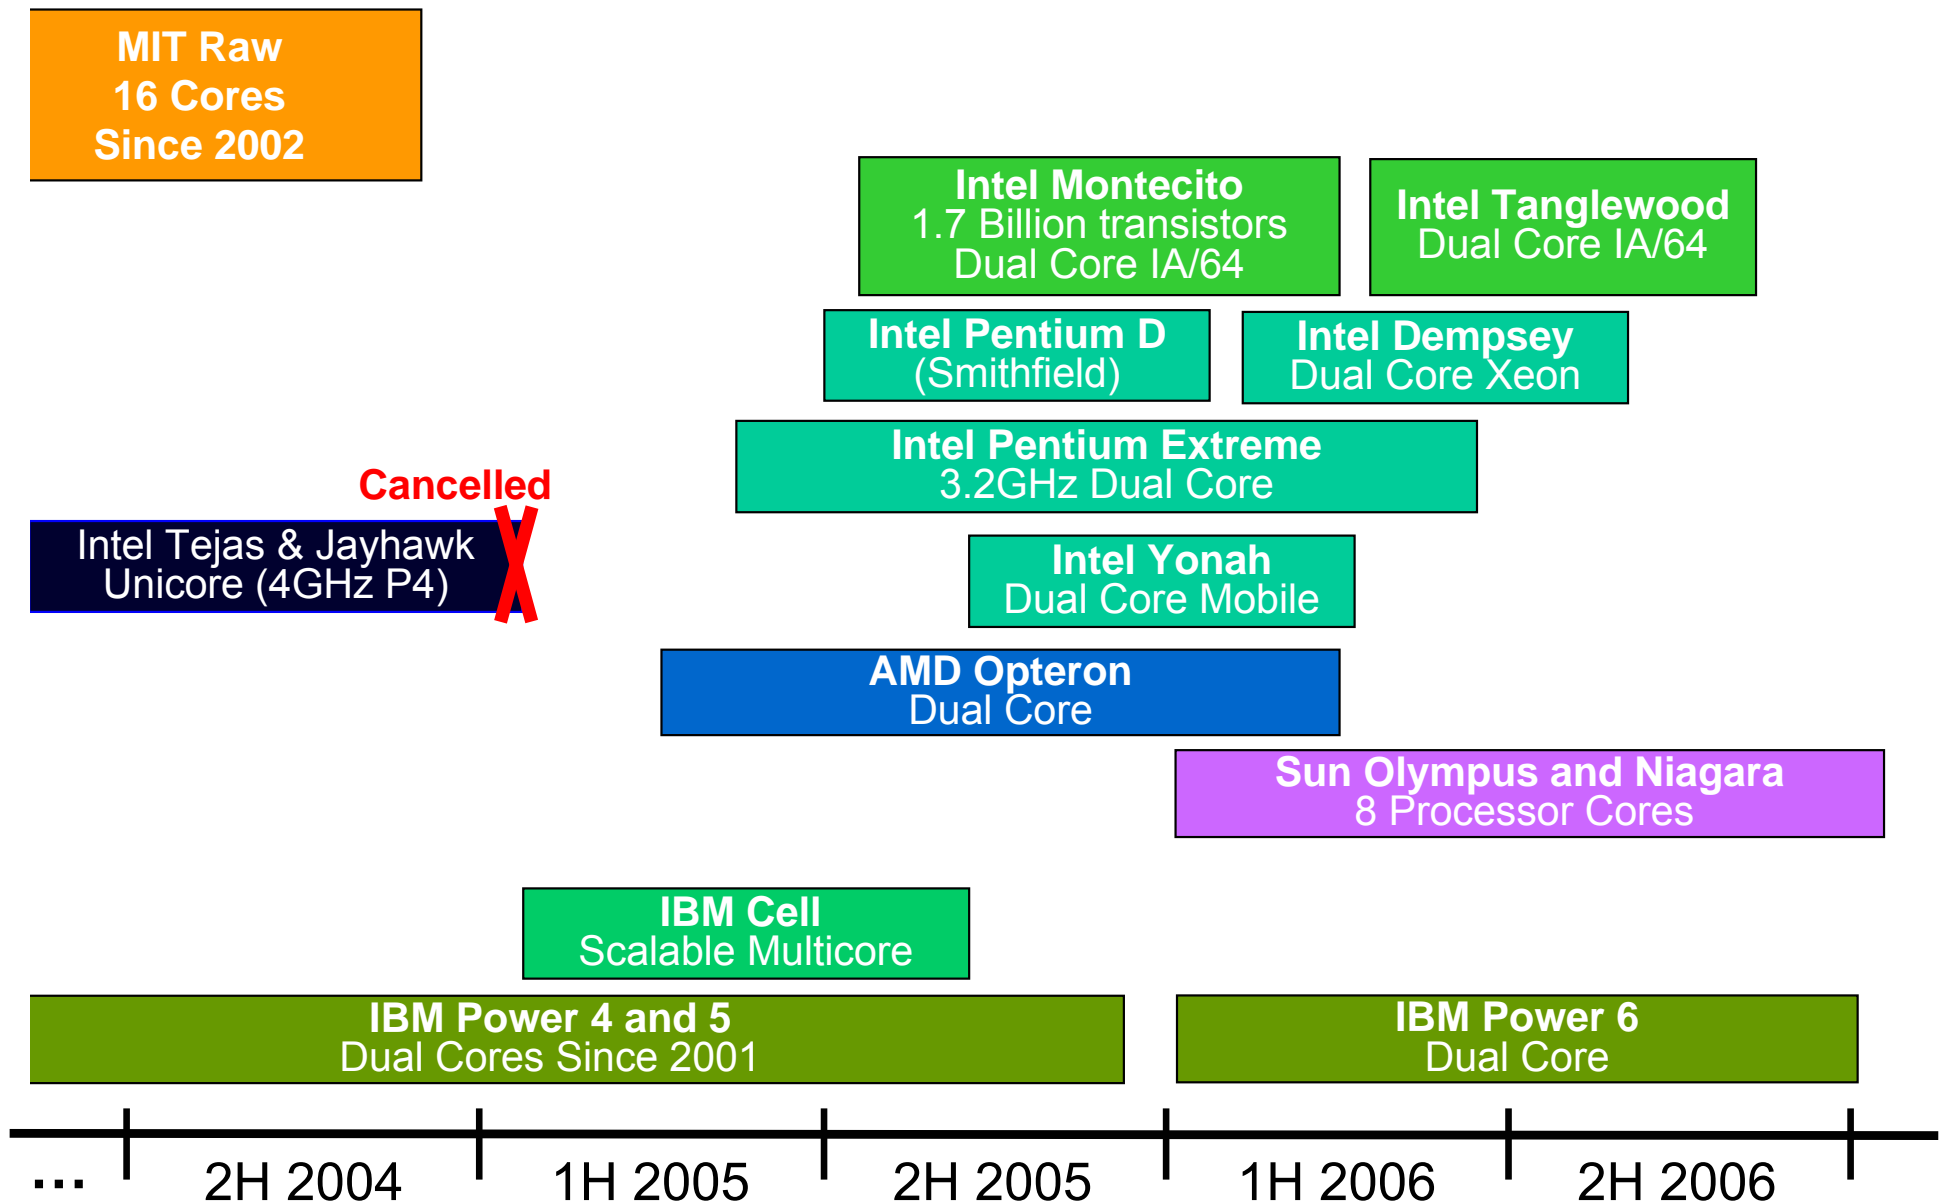 MIT Raw
16 Cores
Since 2002
Intel Montecito
1.7 Billion transistors
Dual Core IA/64
Intel Tanglewood
Dual Core IA/64
Intel Pentium D
(Smithfield)
Intel Dempsey
Dual Core Xeon
Intel Pentium Extreme
3.2GHz Dual Core
Cancelled
Intel Tejas & Jayhawk
Unicore (4GHz P4)
Intel Yonah
Dual Core Mobile
AMD Opteron
Dual Core
Sun Olympus and Niagara
8 Processor Cores
IBM Cell
Scalable Multicore
IBM Power 4 and 5
Dual Cores Since 2001
IBM Power 6
Dual Core
... 2H 2004 1H 2005 2H 2005 1H 2006 2H 2006